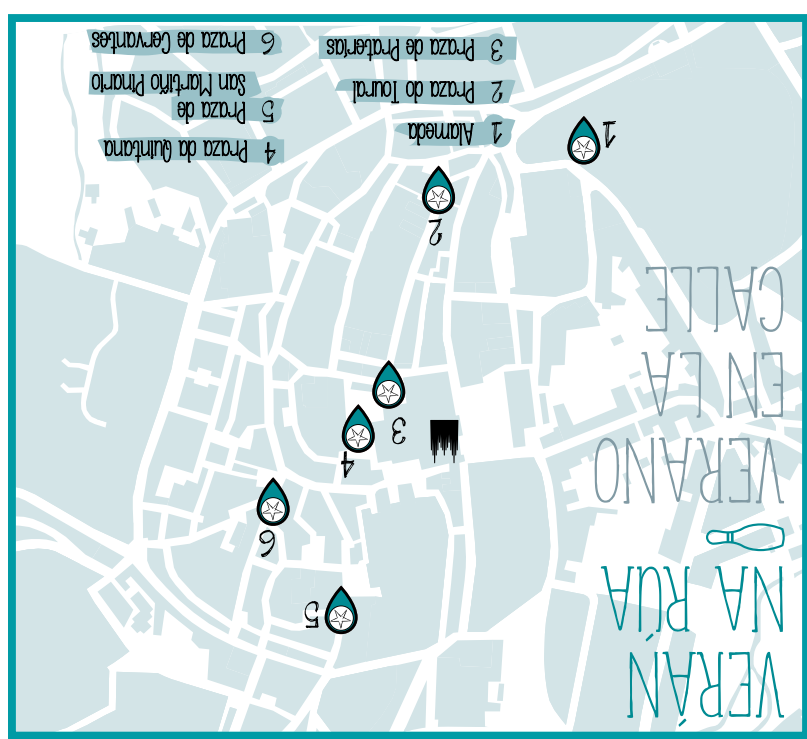 VERÁN
NA RÚA
VERANO
EN LA
CALLE
5
6
4
3
2
1
1 Alameda
2 Praza do Toural
3 Praza de Praterías
4 Praza da Quintana
5 Praza de
San Martiño Pinario
6 Praza de Cervantes